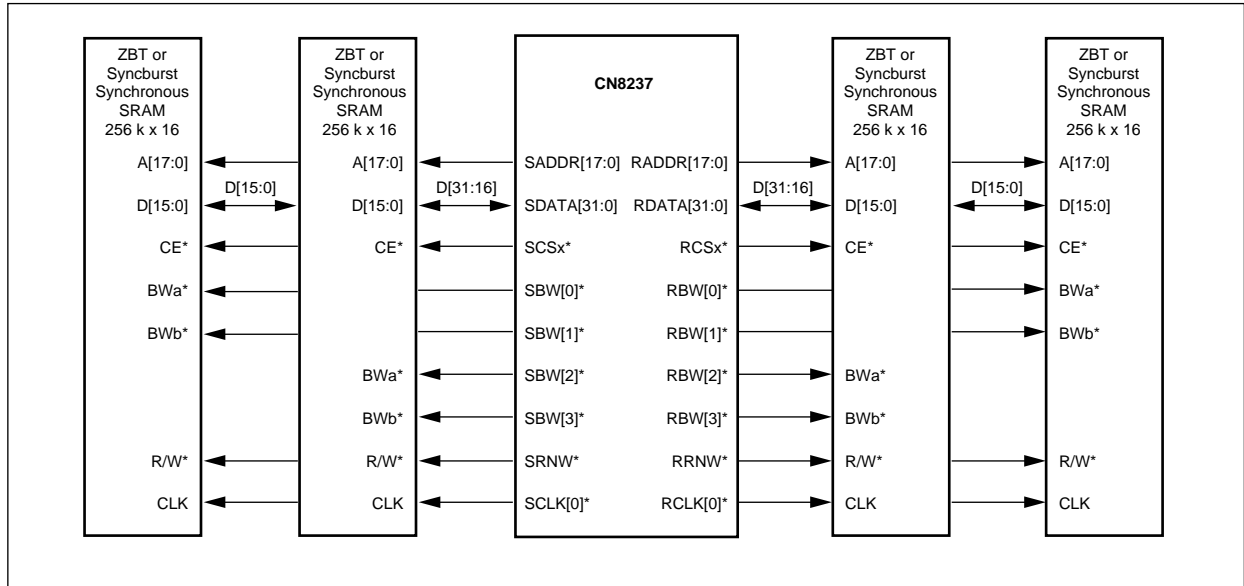 ZBT or
Syncburst
Synchronous
SRAM
256 k x 16
ZBT or
Syncburst
Synchronous
SRAM
256 k x 16
CN8237
ZBT or
Syncburst
Synchronous
SRAM
256 k x 16
ZBT or
Syncburst
Synchronous
SRAM
256 k x 16
A[17:0] A[17:0] SADDR[17:0] RADDR[17:0] A[17:0] A[17:0]
D[15:0] D[31:16] D[31:16] D[15:0]
D[15:0] D[15:0] SDATA[31:0] RDATA[31:0] D[15:0] D[15:0]
CE* CE* SCSx* RCSx* CE* CE*
BWa* SBW[0]* RBW[0]* BWa*
BWb* SBW[1]* RBW[1]* BWb*
BWa* SBW[2]* RBW[2]* BWa*
BWb* SBW[3]* RBW[3]* BWb*
R/W* R/W* SRNW* RRNW* R/W* R/W*
CLK CLK SCLK[0]* RCLK[0]* CLK CLK